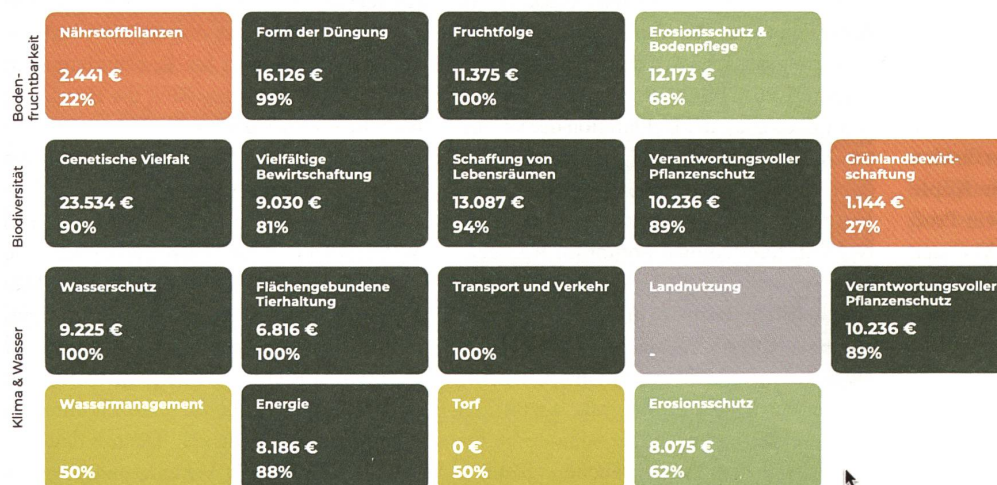 Boden-
fruchtbarkeit
Nährstoffbilanzen
2.441 €
22%
Form der Düngung
16.126 €
99%
Fruchtfolge
11.375 €
100%
Erosionsschutz &
Bodenpflege
12.173 €
68%
Biodiversität
Genetische Vielfalt
23.534 €
90%
Vielfältige
Bewirtschaftung
9.030 €
81%
Schaffung von
Lebensräumen
13.087 €
94%
Verantwortungsvoller
Pflanzenschutz
10.236 €
89%
Grünlandbewirt-
schaftung
1.144 €
27%
Klima & Wasser
Wasserschutz
9.225 €
100%
Flächengebundene
Tierhaltung
6.816 €
100%
Transport und Verkehr
100%
Landnutzung
-
Verantwortungsvoller
Pflanzenschutz
10.236 €
89%
Wassermanagement
50%
Energie
8.186 €
88%
Torf
0 €
50%
Erosionsschutz
8.075 €
62%